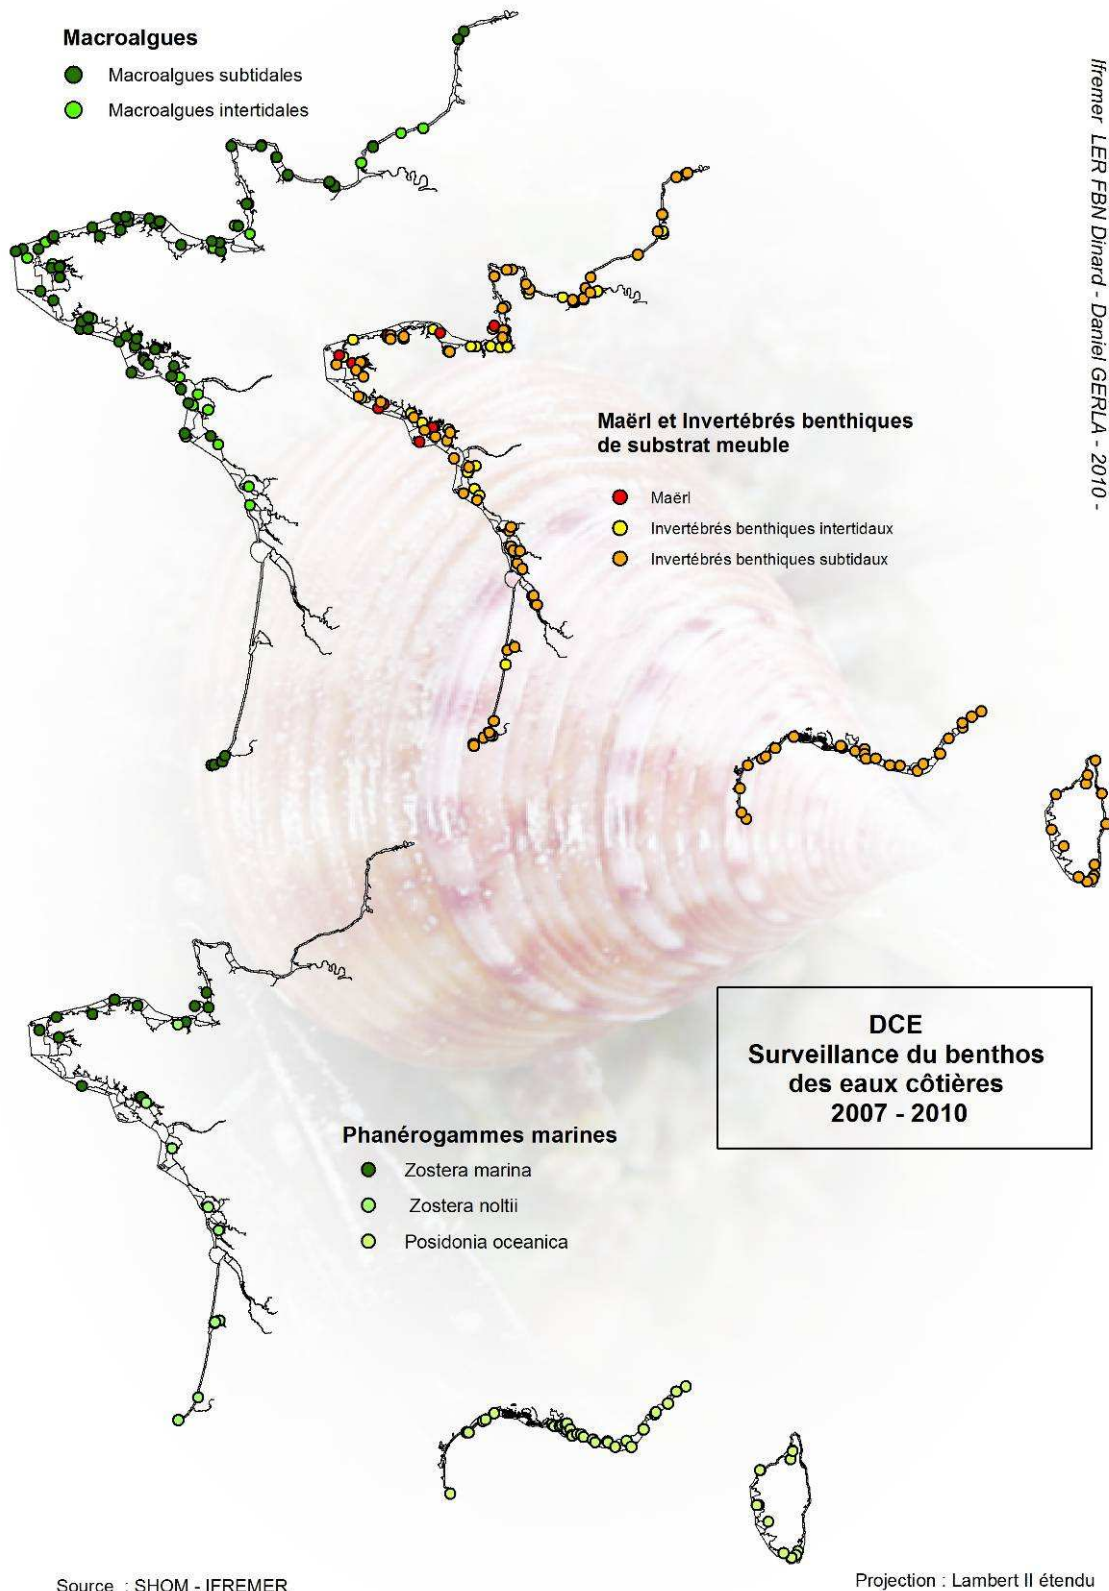 Macroalgues
Macroalgues subtidales
Macroalgues intertidales
Ifremer LER FBN Dinard - Daniel GERLA - 2010 -
Maërl et Invertébrés benthiques
de substrat meuble
Maërl
Invertébrés benthiques intertidaux
Invertébrés benthiques subtidaux
DCE
Surveillance du benthos
des eaux côtières
2007 - 2010
Phanérogammes marines
Zostera marina
Zostera noltii
Posidonia oceanica
Source : SHOM - IFREMER
Projection : Lambert II étendu